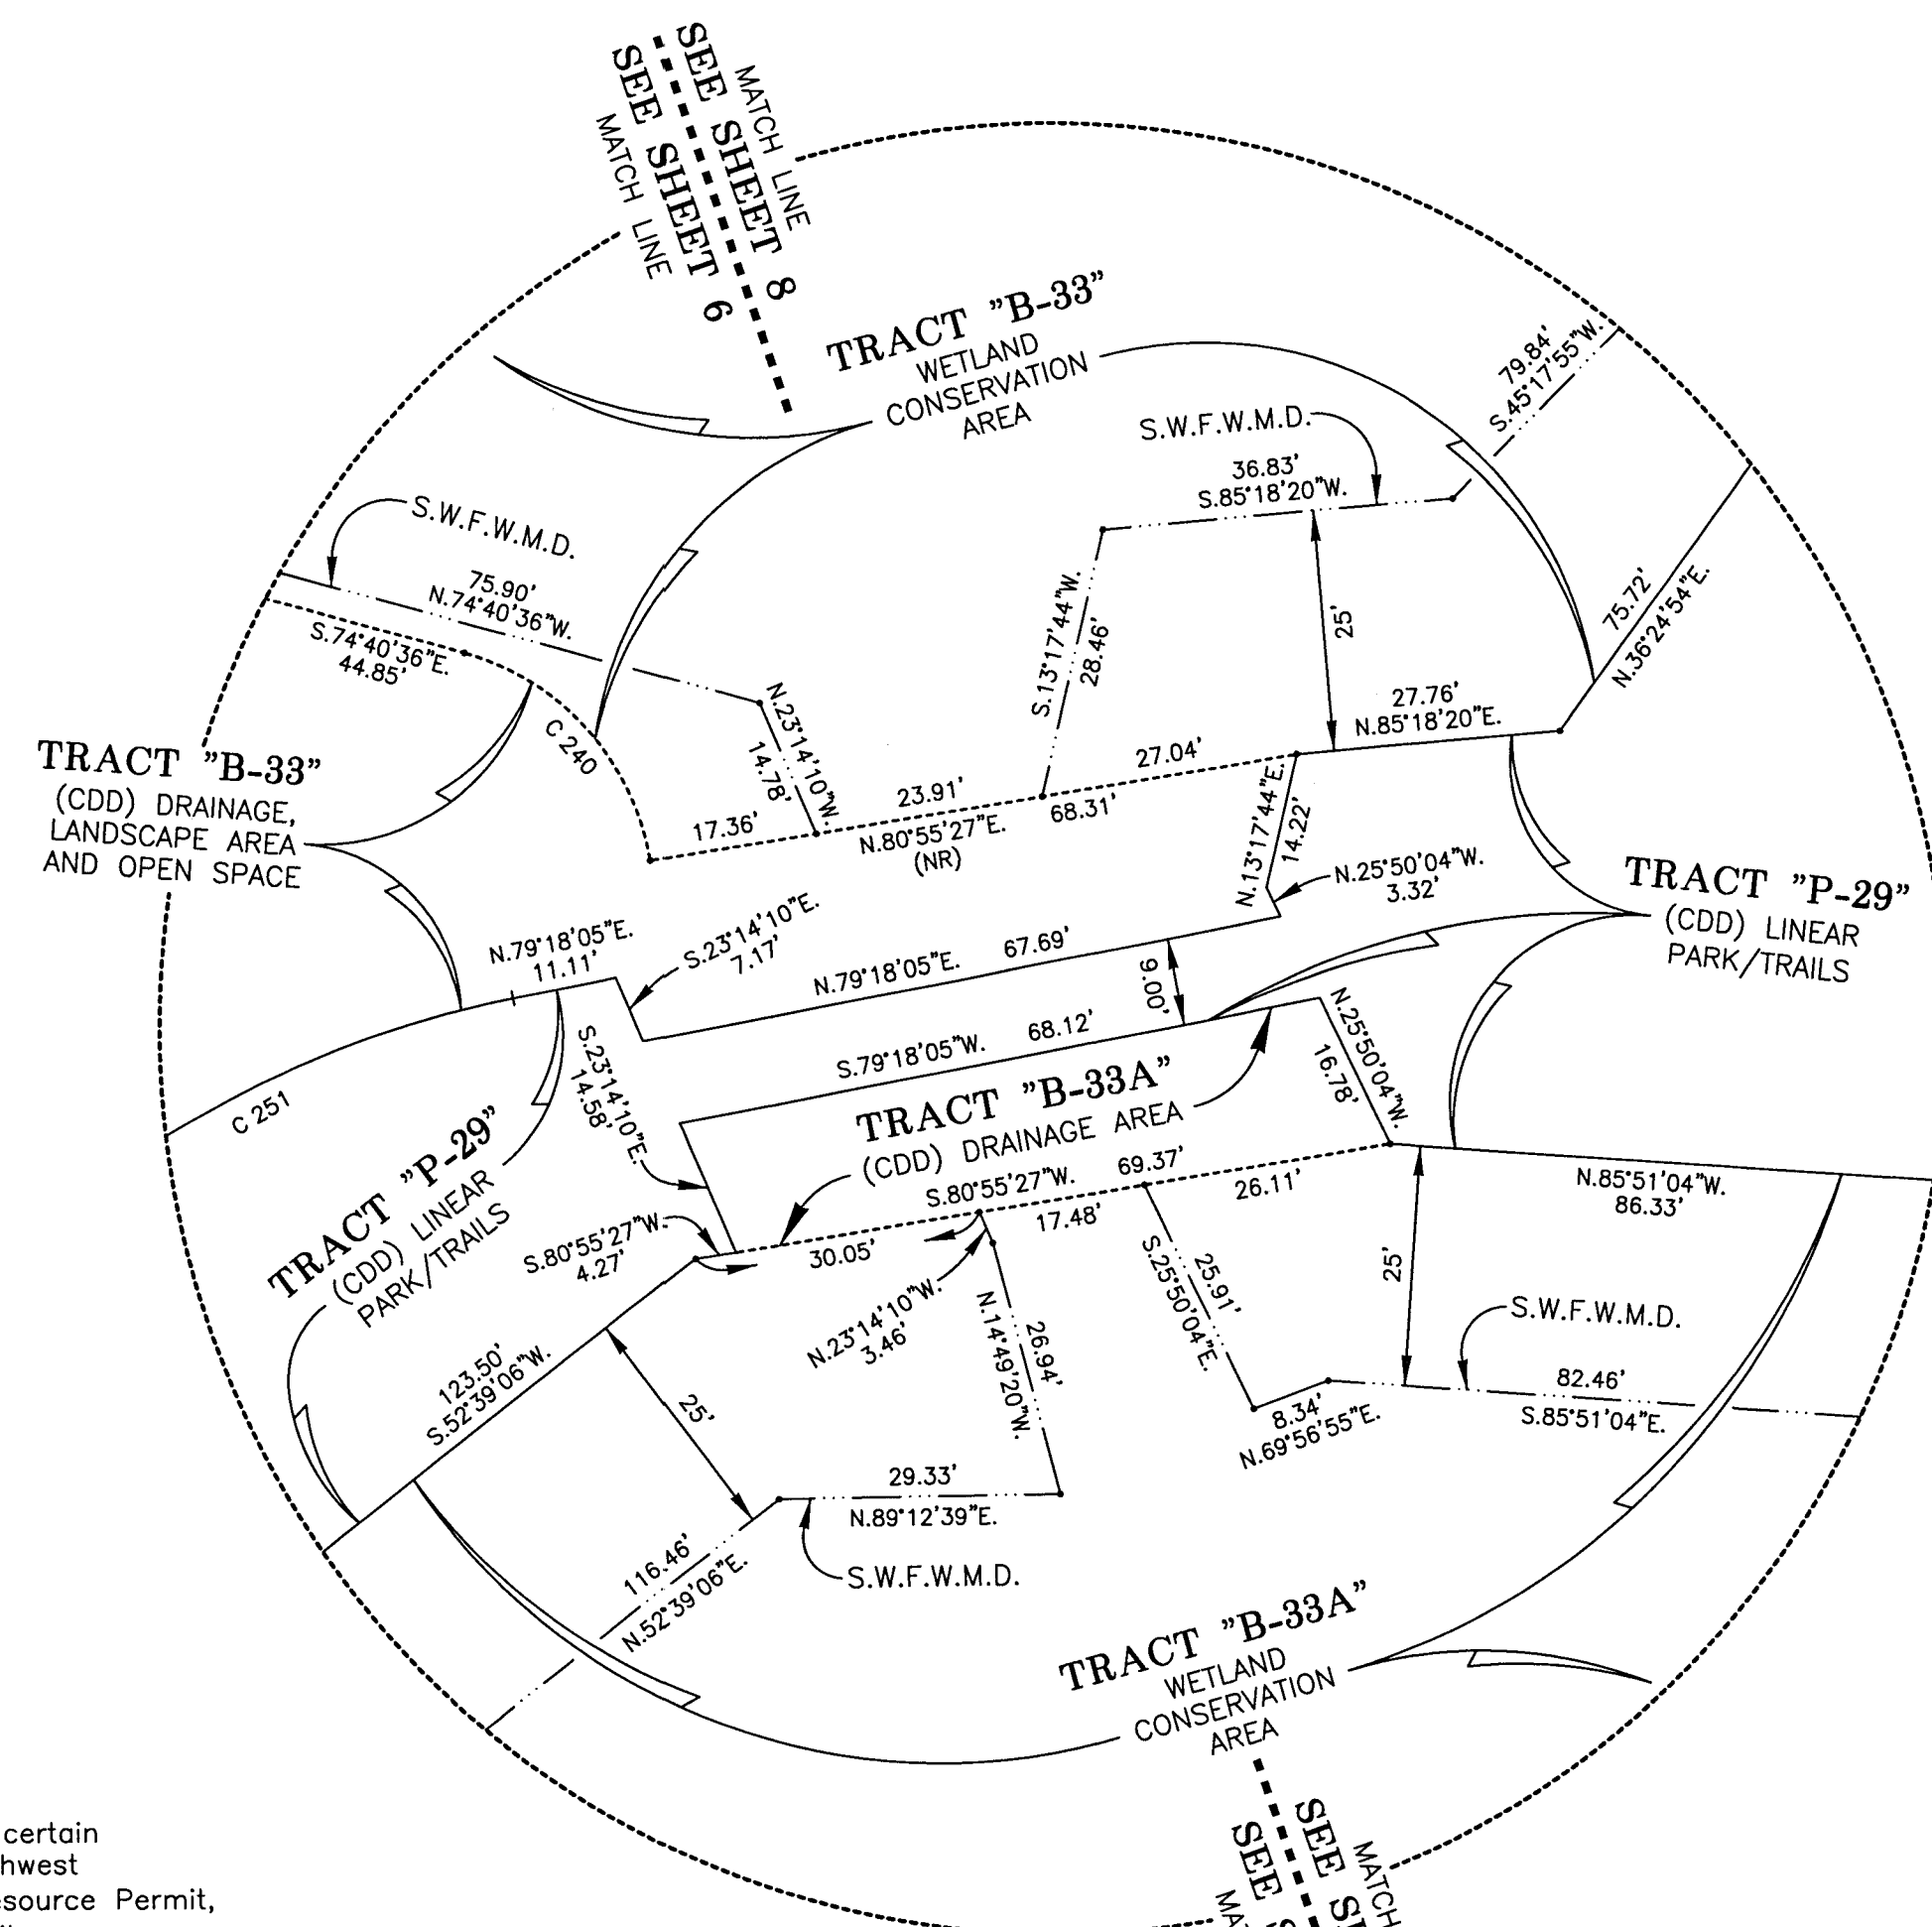 SEE SHEET 8
MATCH LINE
SEE SHEET 6
MATCH LINE
TRACT "B-33"
WETLAND
CONSERVATION
AREA
79.84'
S.45°17'55"W.
S.W.F.W.M.D.
36.83'
S.85°18'20"W.
S.W.F.W.M.D.
75.90'
N.74°40'36"W.
S.74°40'36"E.
44.85'
S.13°17'44"W.
28.46'
25'
75.72'
N.36°24'54"E.
27.76'
N.85°18'20"E.
C 240
N.23°14'10"W.
14.78'
27.04'
23.91'
17.36'
N.80°55'27"E.
(NR)
68.31'
N.13°17'44"E.
14.22'
TRACT "B-33"
(CDD) DRAINAGE,
LANDSCAPE AREA
AND OPEN SPACE
N.25°50'04"W.
3.32'
TRACT "P-29"
(CDD) LINEAR
PARK/TRAILS
N.79°18'05"E.
11.11'
S.23°14'10"E.
7.17'
N.79°18'05"E. 67.69'
9.00'
S.79°18'05"W. 68.12'
N.25°50'04"W.
16.78'
S.23°14'10"E.
14.58'
C 251
TRACT "B-33A"
(CDD) DRAINAGE AREA
TRACT "P-29"
(CDD) LINEAR
PARK/TRAILS
S.80°55'27"W. 69.37'
26.11'
17.48'
30.05'
S.80°55'27"W.
4.27'
N.85°51'04"W.
86.33'
25'
N.23°14'10"W.
3.46'
26.94'
N.14°49'20"W.
25.91'
S.25°50'04"E.
S.W.F.W.M.D.
82.46'
S.85°51'04"E.
8.34'
N.69°56'55"E.
123.50'
S.52°39'06"W.
25'
29.33'
N.89°12'39"E.
S.W.F.W.M.D.
116.46'
N.52°39'06"E.
TRACT "B-33A"
WETLAND
CONSERVATION
AREA
certain
hwest
esource Permit,
SEE
MATCH
SEE